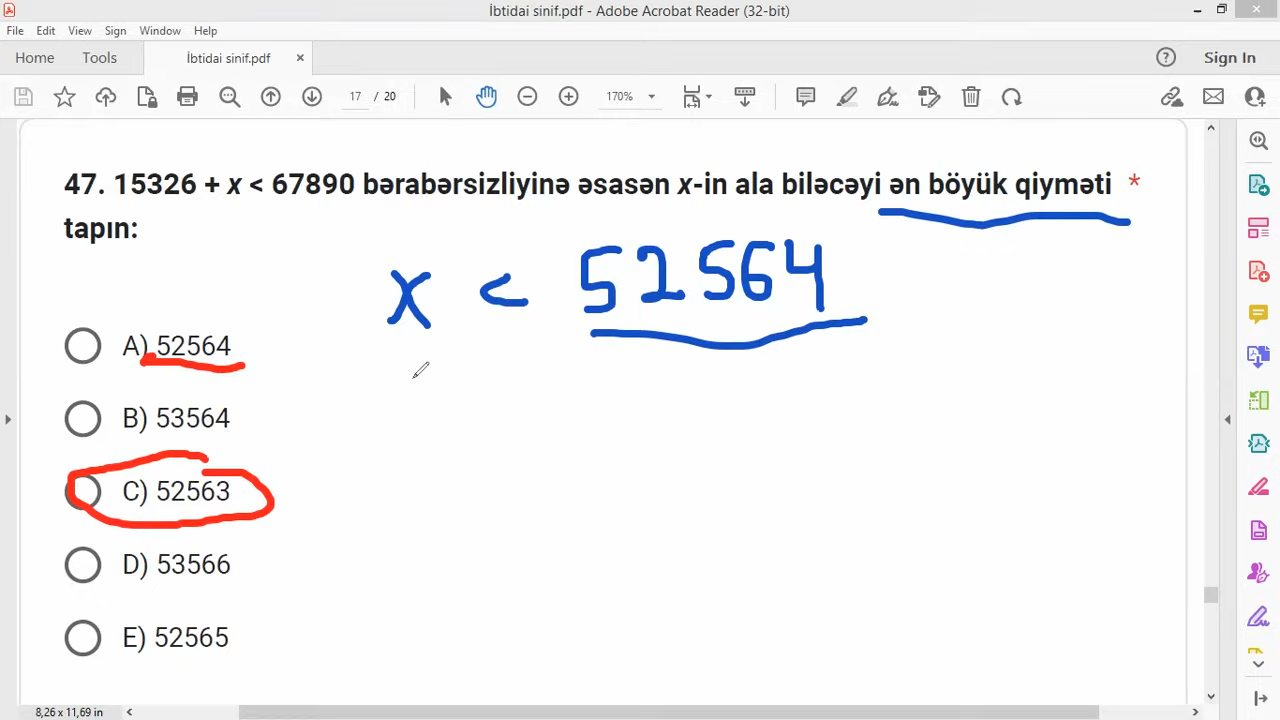 İbtidai sinif.pdf - Adobe Acrobat Reader (32-bit)
File Edit View Sign Window Help
Home Tools İbtidai sinif.pdf × Sign In
17 / 20 170%
47. 15326 + x < 67890 bərabərsizliyinə əsasən x-in ala biləcəyi ən böyük qiyməti *
tapın:
x < 52564
A) 52564
B) 53564
C) 52563
D) 53566
E) 52565
8,26 x 11,69 in